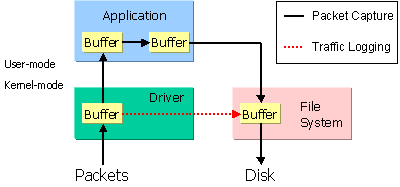 Application
Packet Capture
Buffer
Buffer
Traffic Logging
User-mode
Kernel-mode
Driver
Buffer
Buffer
File
System
Packets
Disk